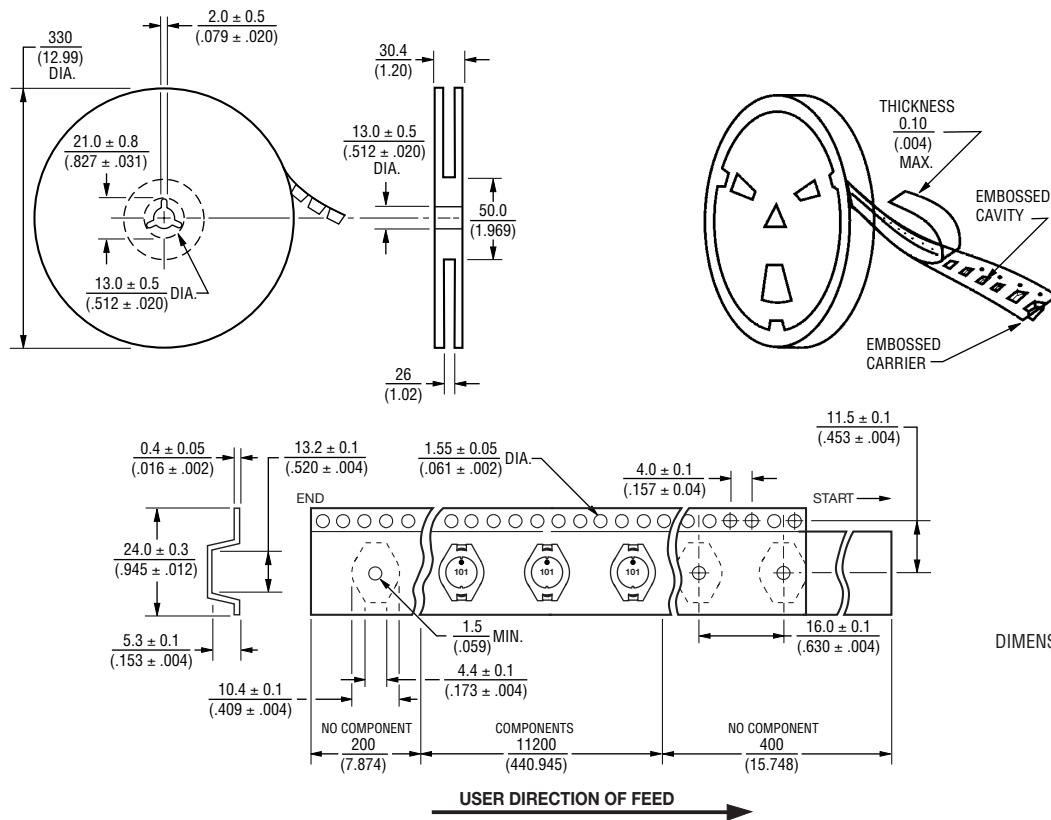 2.0 ± 0.5
(.079 ± .020)
330
(12.99)
DIA.
30.4
(1.20)
21.0 ± 0.8
(.827 ± .031)
13.0 ± 0.5
(.512 ± .020)
DIA.
50.0
(1.969)
13.0 ± 0.5
(.512 ± .020)
DIA.
26
(1.02)
THICKNESS
0.10
(.004)
MAX.
EMBOSSED
CAVITY
EMBOSSED
CARRIER
0.4 ± 0.05
(.016 ± .002)
13.2 ± 0.1
(.520 ± .004)
1.55 ± 0.05
(.061 ± .002)
DIA.
4.0 ± 0.1
(.157 ± 0.04)
11.5 ± 0.1
(.453 ± .004)
END
START
24.0 ± 0.3
(.945 ± .012)
101
101
101
5.3 ± 0.1
(.153 ± .004)
1.5
(.059)
MIN.
16.0 ± 0.1
(.630 ± .004)
DIMENS
4.4 ± 0.1
(.173 ± .004)
10.4 ± 0.1
(.409 ± .004)
NO COMPONENT
200
(7.874)
COMPONENTS
11200
(440.945)
NO COMPONENT
400
(15.748)
USER DIRECTION OF FEED